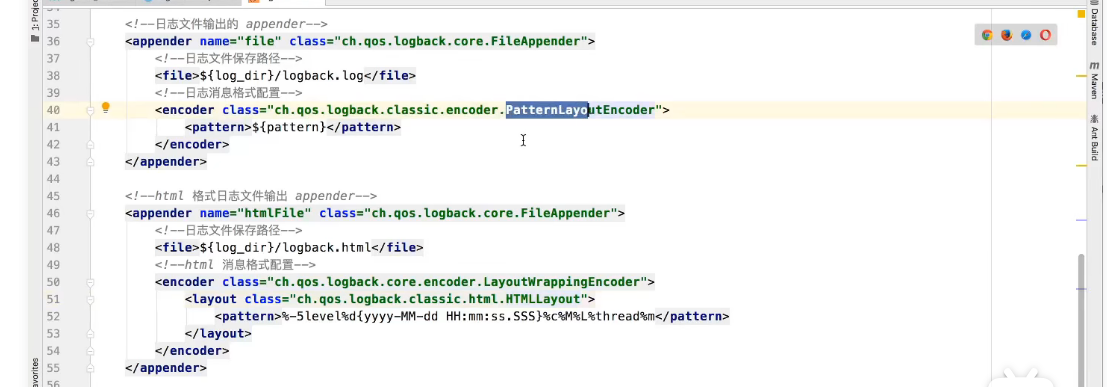 35 <!--日志文件输出的 appender-->
36 <appender name="file" class="ch.qos.logback.core.FileAppender">
37 <!--日志文件保存路径-->
38 <file>${log_dir}/logback.log</file>
39 <!--日志消息格式配置-->
40 <encoder class="ch.qos.logback.classic.encoder.PatternLayoutEncoder">
41 <pattern>${pattern}</pattern>
42 </encoder>
43 </appender>
44
45 <!--html 格式日志文件输出 appender-->
46 <appender name="htmlFile" class="ch.qos.logback.core.FileAppender">
47 <!--日志文件保存路径-->
48 <file>${log_dir}/logback.html</file>
49 <!--html 消息格式配置-->
50 <encoder class="ch.qos.logback.core.encoder.LayoutWrappingEncoder">
51 <layout class="ch.qos.logback.classic.html.HTMLLayout">
52 <pattern>%-5level%d{yyyy-MM-dd HH:mm:ss.SSS}%c%M%L%thread%m</pattern>
53 </layout>
54 </encoder>
55 </appender>
56
Database
m Maven
Ant Build